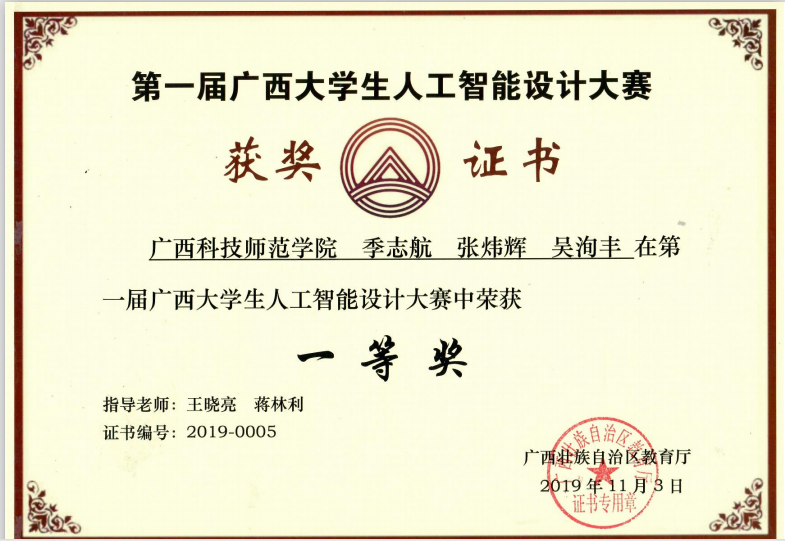 第一届广西大学生人工智能设计大赛
获奖 证书
广西科技师范学院 季志航 张炜辉 吴洵丰 在第
一届广西大学生人工智能设计大赛中荣获
一等奖
指导老师：王晓亮 蒋林利
证书编号：2019-0005
广西壮族自治区教育厅
2019年11月3日
广西壮族自治区教育厅
证书专用章